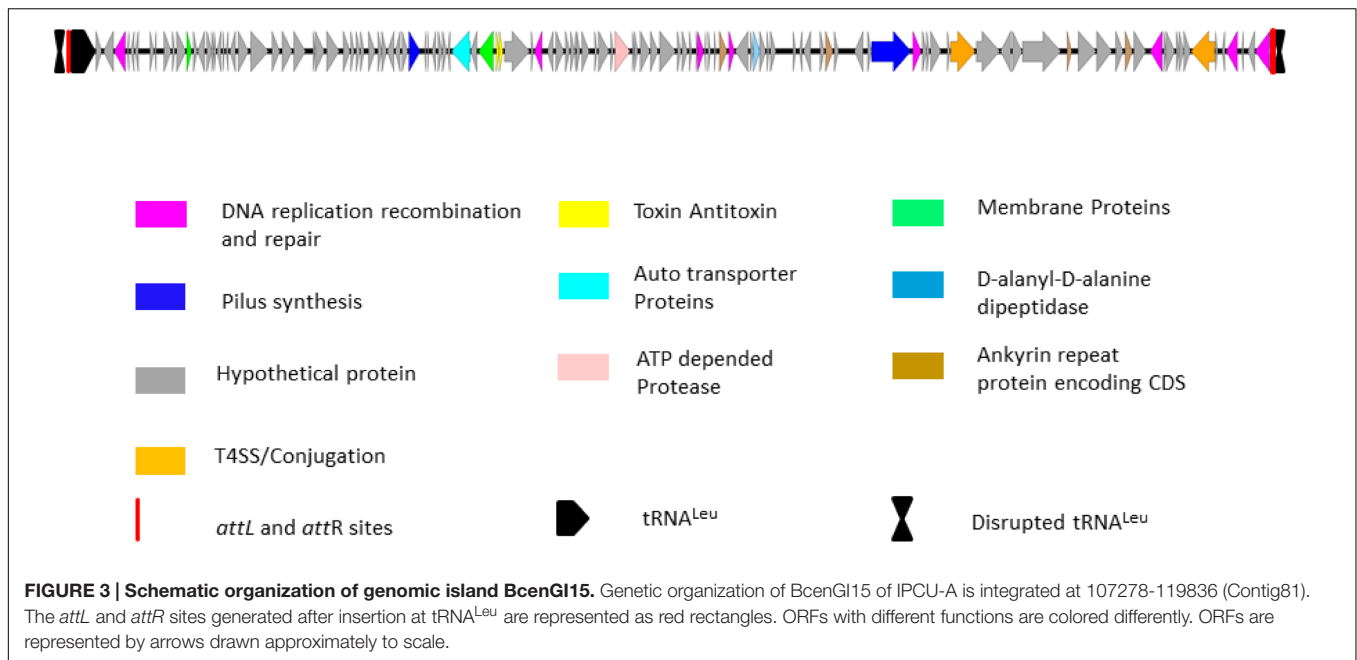 DNA replication recombination
and repair
Toxin Antitoxin
Membrane Proteins
Pilus synthesis
Auto transporter
Proteins
D-alanyl-D-alanine
dipeptidase
Hypothetical protein
ATP depended
Protease
Ankyrin repeat
protein encoding CDS
T4SS/Conjugation
attL and attR sites
tRNALeu
Disrupted tRNALeu
FIGURE 3 | Schematic organization of genomic island BcenGI15. Genetic organization of BcenGI15 of IPCU-A is integrated at 107278-119836 (Contig81).
The attL and attR sites generated after insertion at tRNALeu are represented as red rectangles. ORFs with different functions are colored differently. ORFs are
represented by arrows drawn approximately to scale.